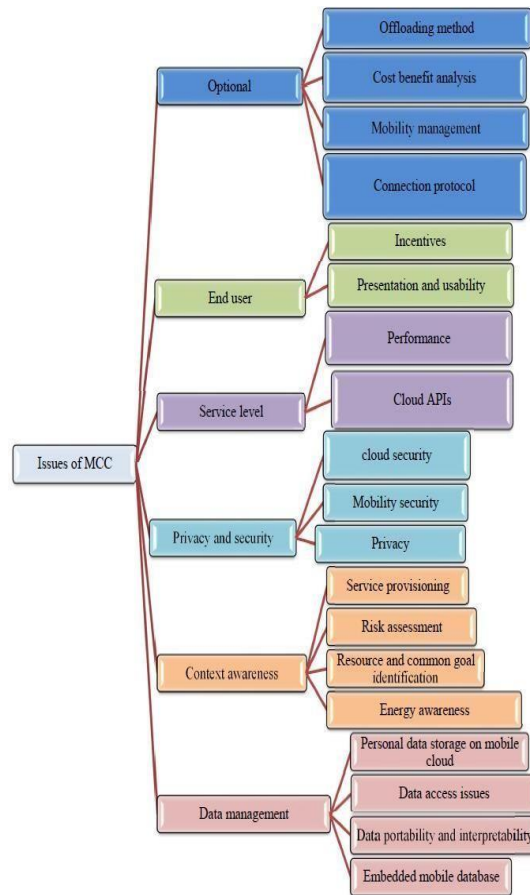 Issues of MCC
Optional
Offloading method
Cost benefit analysis
Mobility management
Connection protocol
End user
Incentives
Presentation and usability
Service level
Performance
Cloud APIs
Privacy and security
cloud security
Mobility security
Privacy
Context awareness
Service provisioning
Risk assessment
Resource and common goal
identification
Energy awareness
Data management
Personal data storage on mobile
cloud
Data access issues
Data portability and interpretability
Embedded mobile database